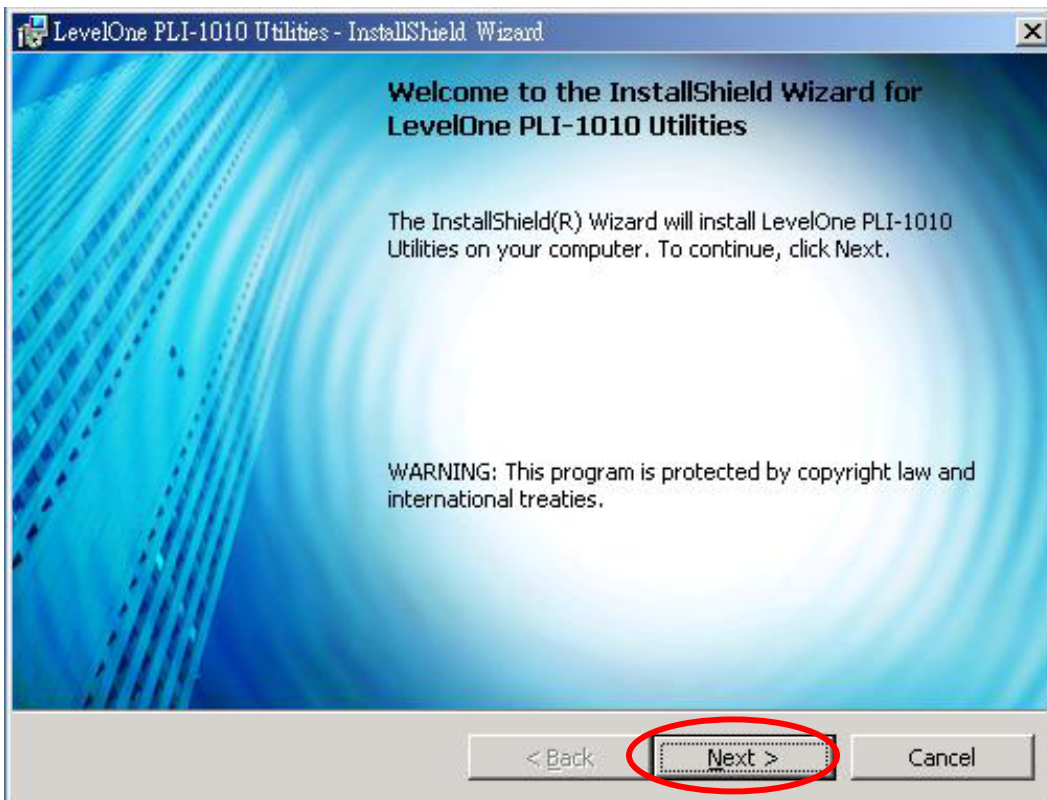 LevelOne PLI-1010 Utilities - InstallShield Wizard
Welcome to the InstallShield Wizard for
LevelOne PLI-1010 Utilities
The InstallShield(R) Wizard will install LevelOne PLI-1010
Utilities on your computer. To continue, click Next.
WARNING: This program is protected by copyright law and
international treaties.
< Back
Next >
Cancel